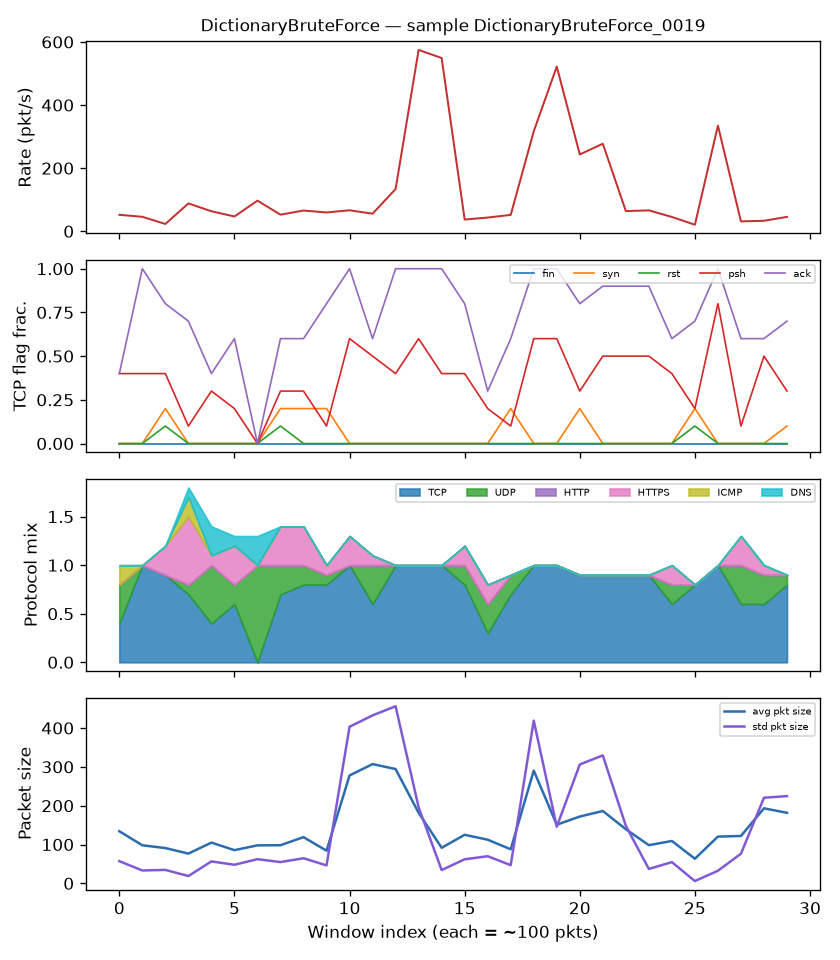 DictionaryBruteForce — sample DictionaryBruteForce_0019
600
400
200
0
Rate (pkt/s)
fin syn rst psh ack
1.00
0.75
0.50
0.25
0.00
TCP flag frac.
TCP UDP HTTP HTTPS ICMP DNS
1.5
1.0
0.5
0.0
Protocol mix
avg pkt size
std pkt size
400
300
200
100
0
Packet size
0 5 10 15 20 25 30
Window index (each = ~100 pkts)